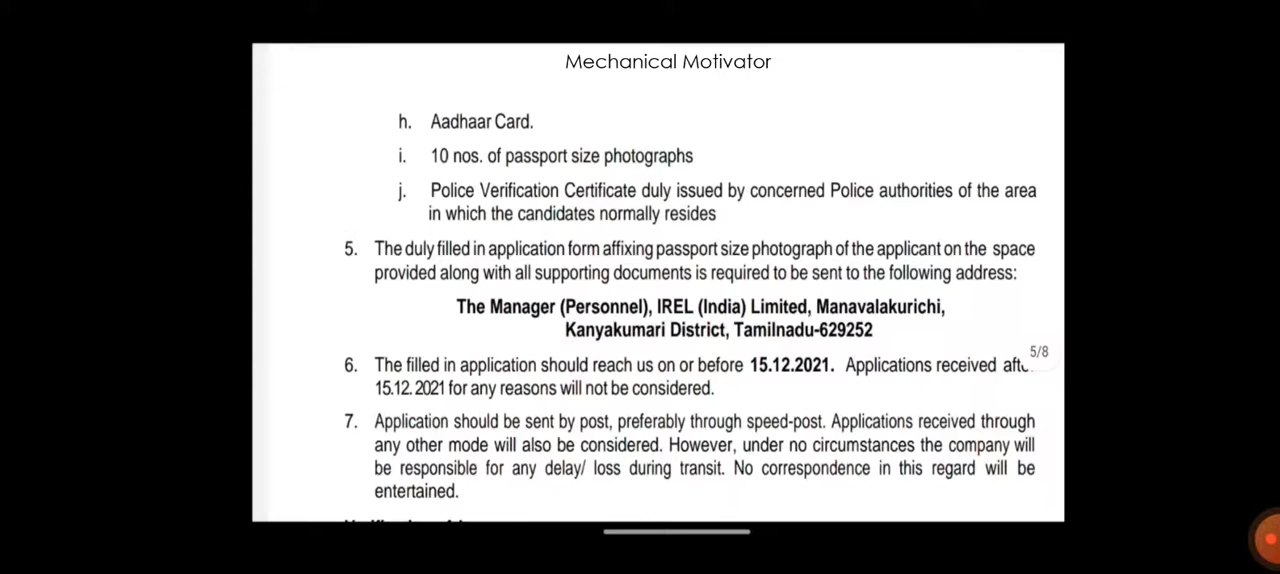 Mechanical Motivator
h. Aadhaar Card.
i. 10 nos. of passport size photographs
j. Police Verification Certificate duly issued by concerned Police authorities of the area
in which the candidates normally resides
5. The duly filled in application form affixing passport size photograph of the applicant on the space
provided along with all supporting documents is required to be sent to the following address:
The Manager (Personnel), IREL (India) Limited, Manavalakurichi,
Kanyakumari District, Tamilnadu-629252
5/8
6. The filled in application should reach us on or before 15.12.2021. Applications received
15.12.2021 for any reasons will not be considered.
7. Application should be sent by post, preferably through speed-post. Applications received through
any other mode will also be considered. However, under no circumstances the company will
be responsible for any delay/ loss during transit. No correspondence in this regard will be
entertained.